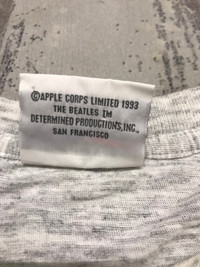 ©APPLE CORPS LIMITED 1993
THE BEATLES TM
DETERMINED PRODUCTIONS, INC.,
SAN FRANCISCO